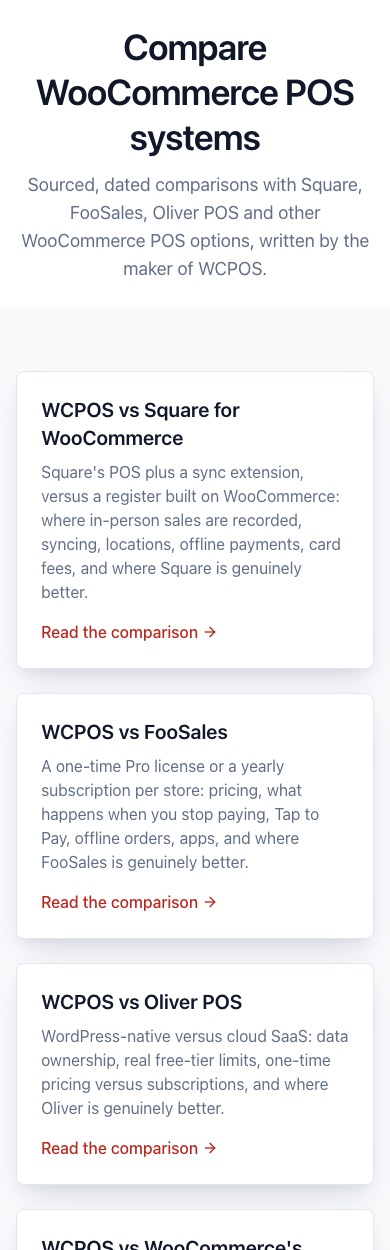 Compare
WooCommerce POS
systems
Sourced, dated comparisons with Square,
FooSales, Oliver POS and other
WooCommerce POS options, written by the
maker of WCPOS.
WCPOS vs Square for
WooCommerce
Square's POS plus a sync extension,
versus a register built on WooCommerce:
where in-person sales are recorded,
syncing, locations, offline payments, card
fees, and where Square is genuinely
better.
Read the comparison →
WCPOS vs FooSales
A one-time Pro license or a yearly
subscription per store: pricing, what
happens when you stop paying, Tap to
Pay, offline orders, apps, and where
FooSales is genuinely better.
Read the comparison →
WCPOS vs Oliver POS
WordPress-native versus cloud SaaS: data
ownership, real free-tier limits, one-time
pricing versus subscriptions, and where
Oliver is genuinely better.
Read the comparison →
WCPOS vs WooCommerce's